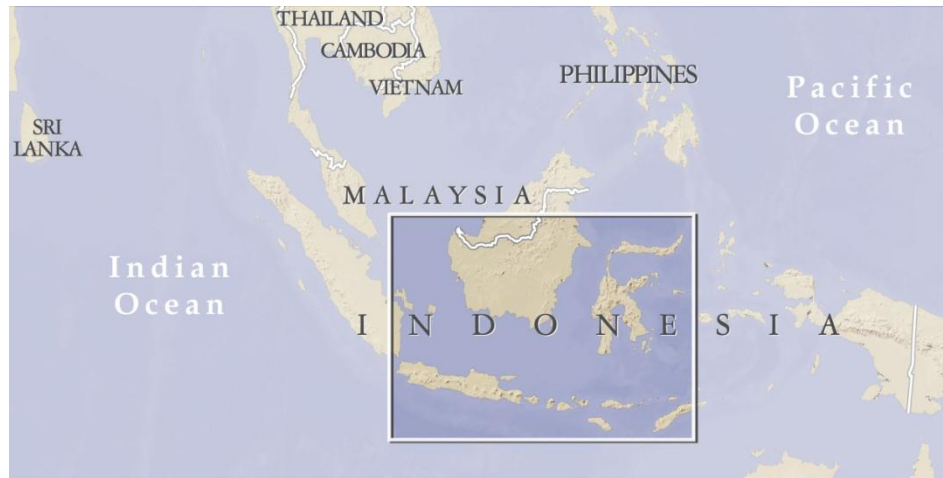 THAILAND
CAMBODIA
VIETNAM
PHILIPPINES
Pacific
Ocean
SRI
LANKA
MALAYSIA
Indian
Ocean
INDONESIA